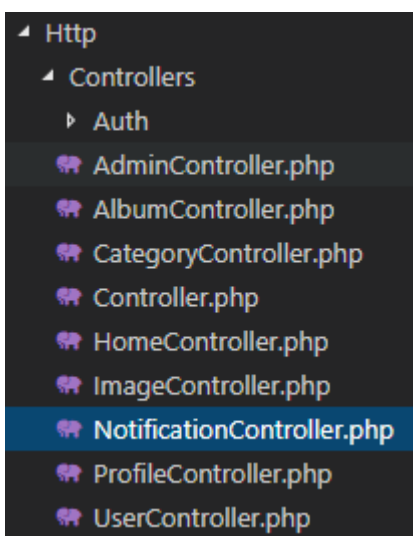 Http
Controllers
Auth
AdminController.php
AlbumController.php
CategoryController.php
Controller.php
HomeController.php
ImageController.php
NotificationController.php
ProfileController.php
UserController.php